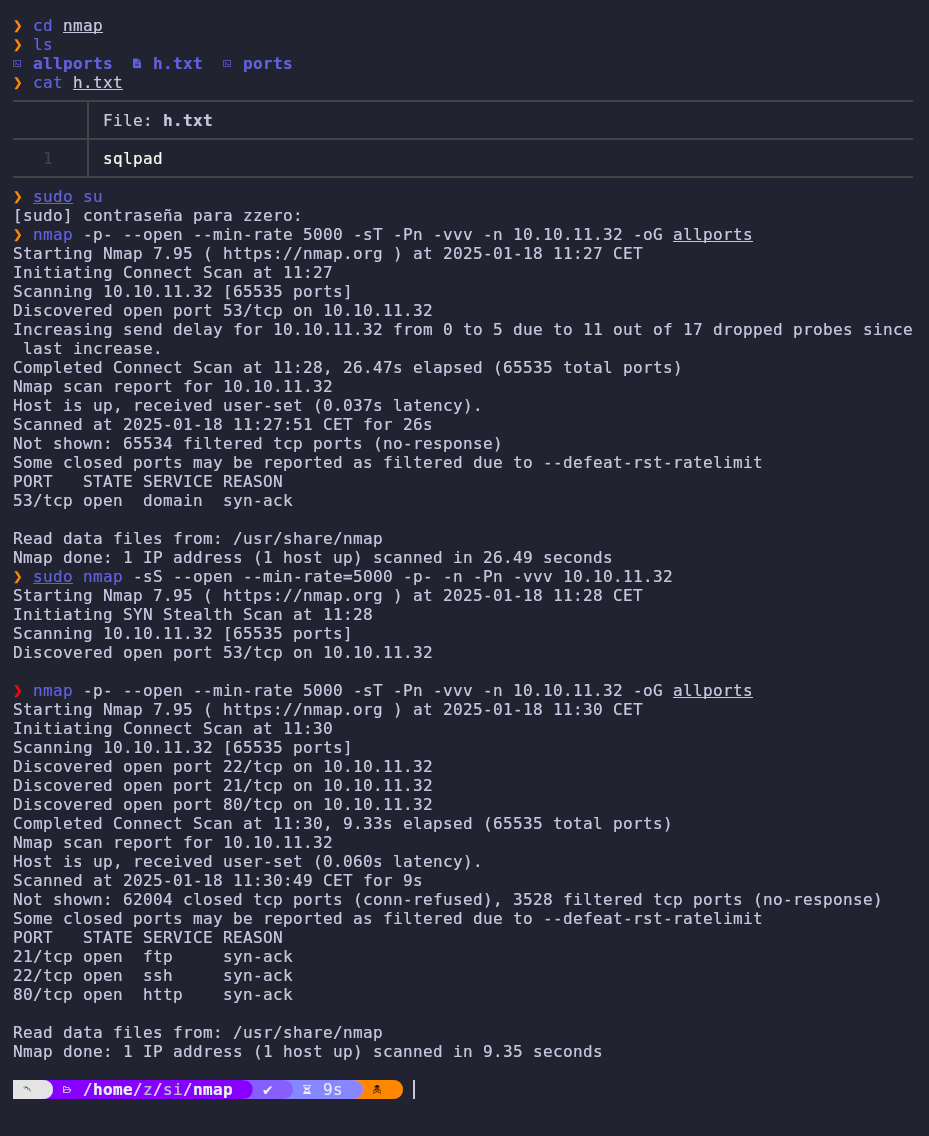 ❯ cd nmap
❯ ls
allports  h.txt  ports
❯ cat h.txt
File: h.txt
1 sqlpad
❯ sudo su
[sudo] contraseña para zzero:
❯ nmap -p- --open --min-rate 5000 -sT -Pn -vvv -n 10.10.11.32 -oG allports
Starting Nmap 7.95 ( https://nmap.org ) at 2025-01-18 11:27 CET
Initiating Connect Scan at 11:27
Scanning 10.10.11.32 [65535 ports]
Discovered open port 53/tcp on 10.10.11.32
Increasing send delay for 10.10.11.32 from 0 to 5 due to 11 out of 17 dropped probes since
 last increase.
Completed Connect Scan at 11:28, 26.47s elapsed (65535 total ports)
Nmap scan report for 10.10.11.32
Host is up, received user-set (0.037s latency).
Scanned at 2025-01-18 11:27:51 CET for 26s
Not shown: 65534 filtered tcp ports (no-response)
Some closed ports may be reported as filtered due to --defeat-rst-ratelimit
PORT   STATE SERVICE REASON
53/tcp open  domain  syn-ack
Read data files from: /usr/share/nmap
Nmap done: 1 IP address (1 host up) scanned in 26.49 seconds
❯ sudo nmap -sS --open --min-rate=5000 -p- -n -Pn -vvv 10.10.11.32
Starting Nmap 7.95 ( https://nmap.org ) at 2025-01-18 11:28 CET
Initiating SYN Stealth Scan at 11:28
Scanning 10.10.11.32 [65535 ports]
Discovered open port 53/tcp on 10.10.11.32
❯ nmap -p- --open --min-rate 5000 -sT -Pn -vvv -n 10.10.11.32 -oG allports
Starting Nmap 7.95 ( https://nmap.org ) at 2025-01-18 11:30 CET
Initiating Connect Scan at 11:30
Scanning 10.10.11.32 [65535 ports]
Discovered open port 22/tcp on 10.10.11.32
Discovered open port 21/tcp on 10.10.11.32
Discovered open port 80/tcp on 10.10.11.32
Completed Connect Scan at 11:30, 9.33s elapsed (65535 total ports)
Nmap scan report for 10.10.11.32
Host is up, received user-set (0.060s latency).
Scanned at 2025-01-18 11:30:49 CET for 9s
Not shown: 62004 closed tcp ports (conn-refused), 3528 filtered tcp ports (no-response)
Some closed ports may be reported as filtered due to --defeat-rst-ratelimit
PORT   STATE SERVICE REASON
21/tcp open  ftp     syn-ack
22/tcp open  ssh     syn-ack
80/tcp open  http    syn-ack
Read data files from: /usr/share/nmap
Nmap done: 1 IP address (1 host up) scanned in 9.35 seconds
/home/z/si/nmap ✔ 9s